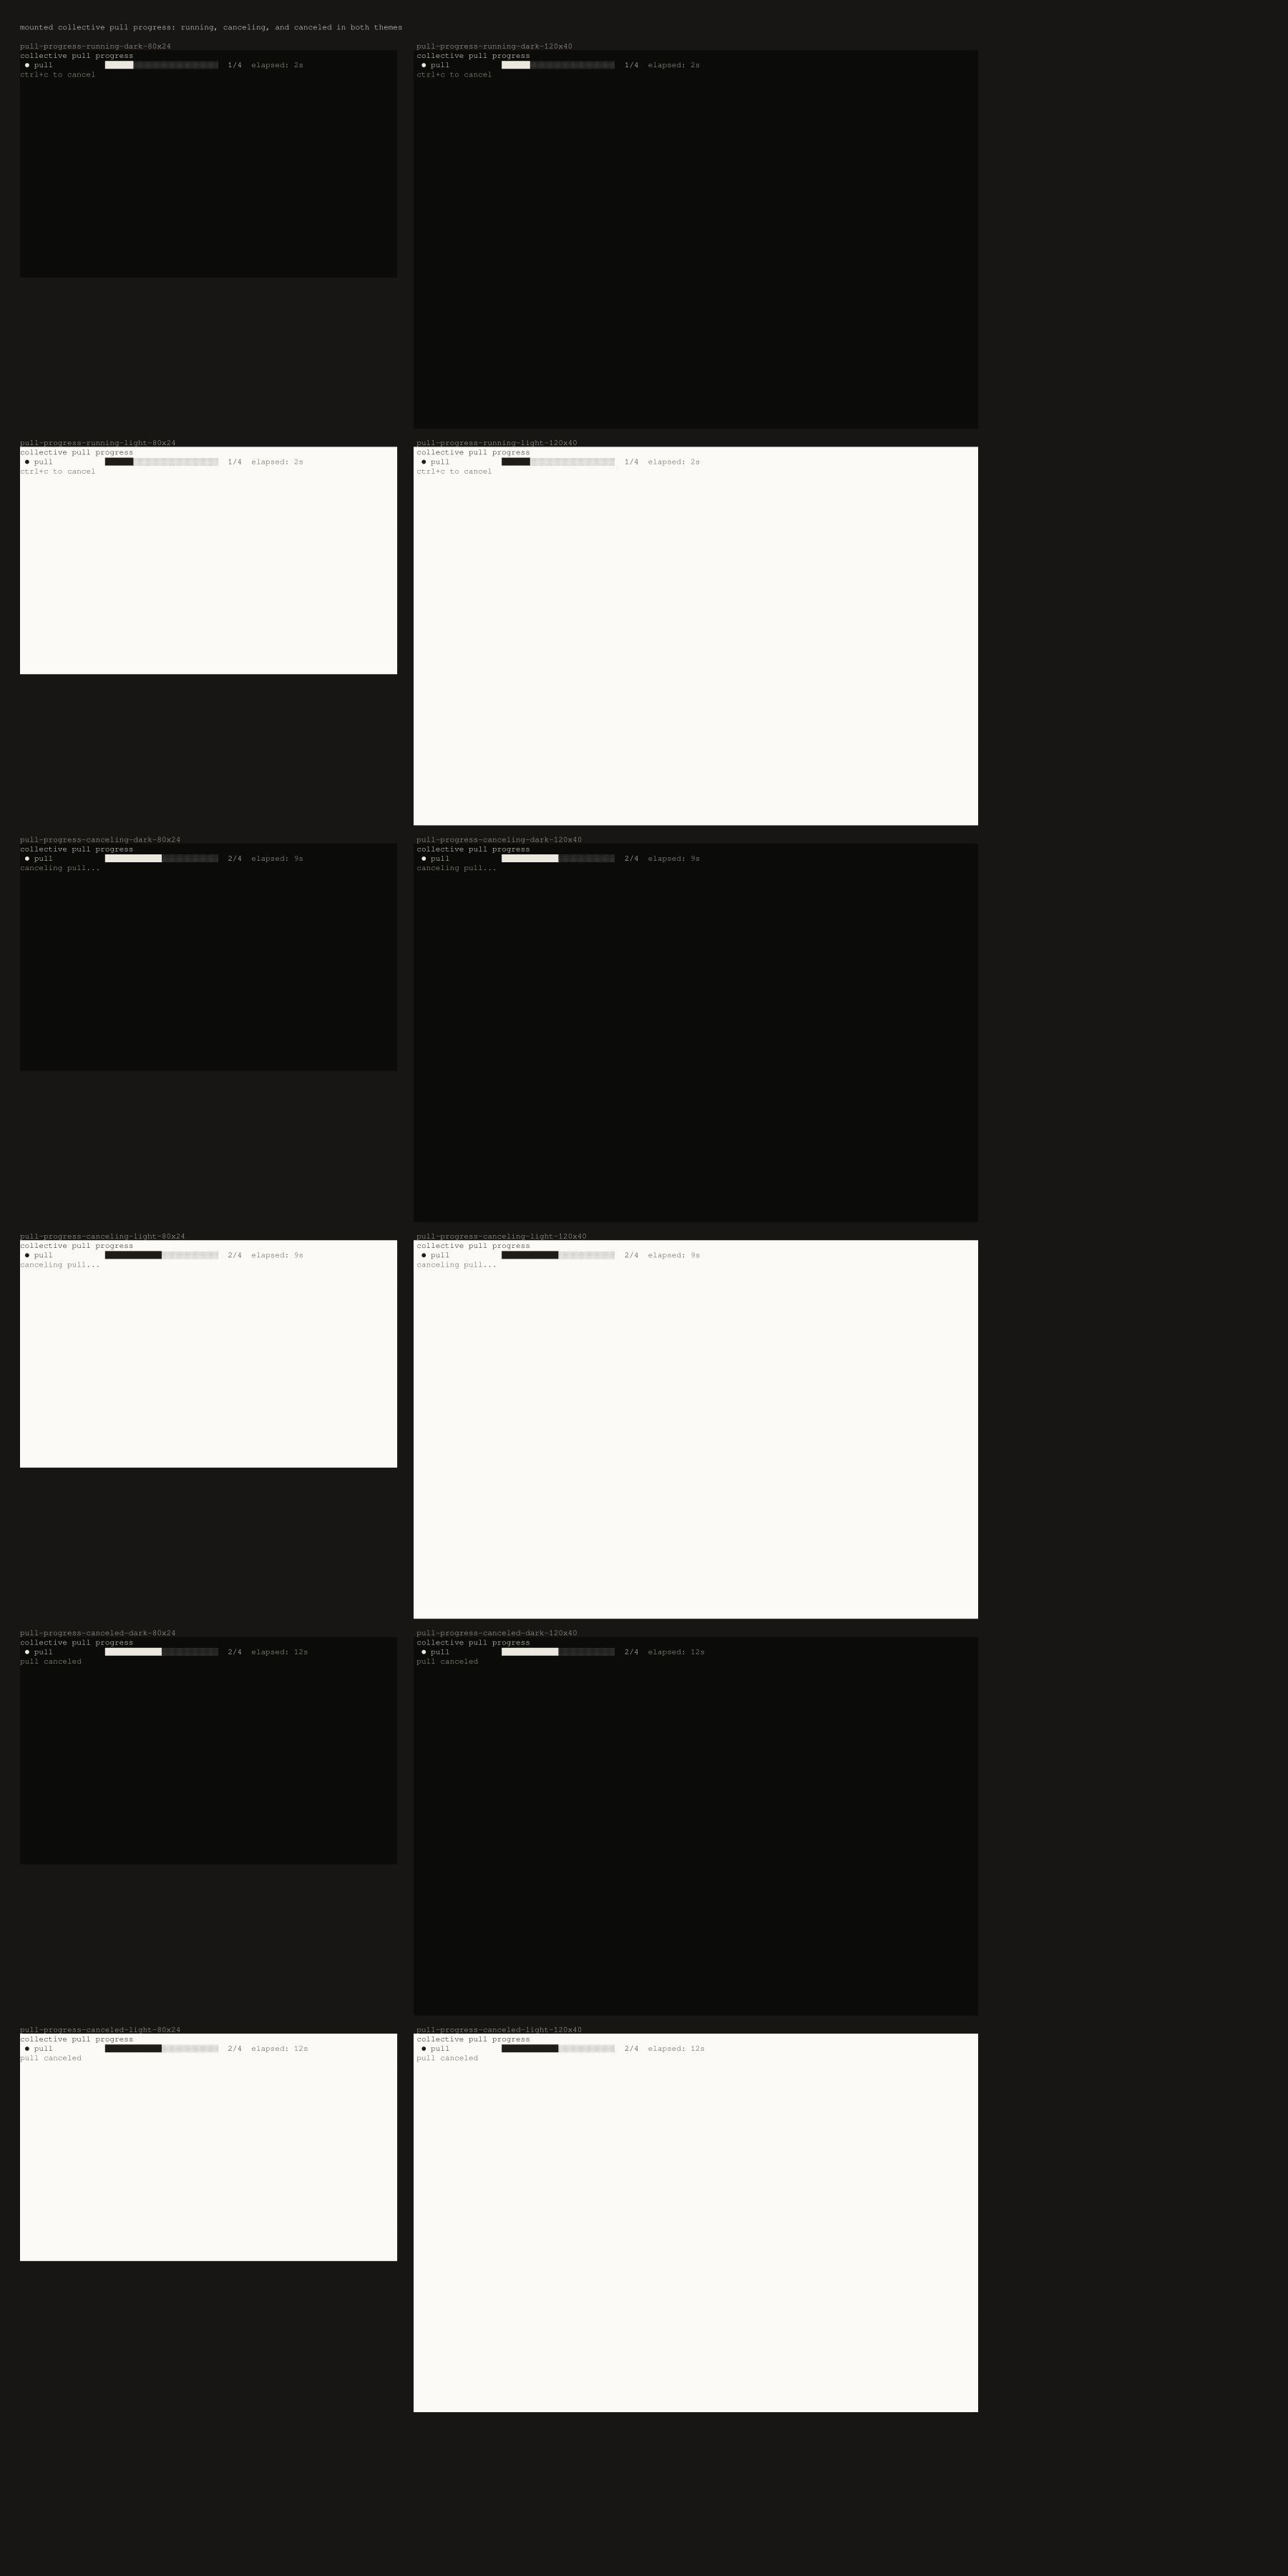 mounted collective pull progress: running, canceling, and canceled in both themes
pull-progress-running-dark-80x24
collective pull progress
● pull 1/4 elapsed: 2s
ctrl+c to cancel
pull-progress-running-dark-120x40
collective pull progress
● pull 1/4 elapsed: 2s
ctrl+c to cancel
pull-progress-running-light-80x24
collective pull progress
● pull 1/4 elapsed: 2s
ctrl+c to cancel
pull-progress-running-light-120x40
collective pull progress
● pull 1/4 elapsed: 2s
ctrl+c to cancel
pull-progress-canceling-dark-80x24
collective pull progress
● pull 2/4 elapsed: 9s
canceling pull...
pull-progress-canceling-dark-120x40
collective pull progress
● pull 2/4 elapsed: 9s
canceling pull...
pull-progress-canceling-light-80x24
collective pull progress
● pull 2/4 elapsed: 9s
canceling pull...
pull-progress-canceling-light-120x40
collective pull progress
● pull 2/4 elapsed: 9s
canceling pull...
pull-progress-canceled-dark-80x24
collective pull progress
● pull 2/4 elapsed: 12s
pull canceled
pull-progress-canceled-dark-120x40
collective pull progress
● pull 2/4 elapsed: 12s
pull canceled
pull-progress-canceled-light-80x24
collective pull progress
● pull 2/4 elapsed: 12s
pull canceled
pull-progress-canceled-light-120x40
collective pull progress
● pull 2/4 elapsed: 12s
pull canceled